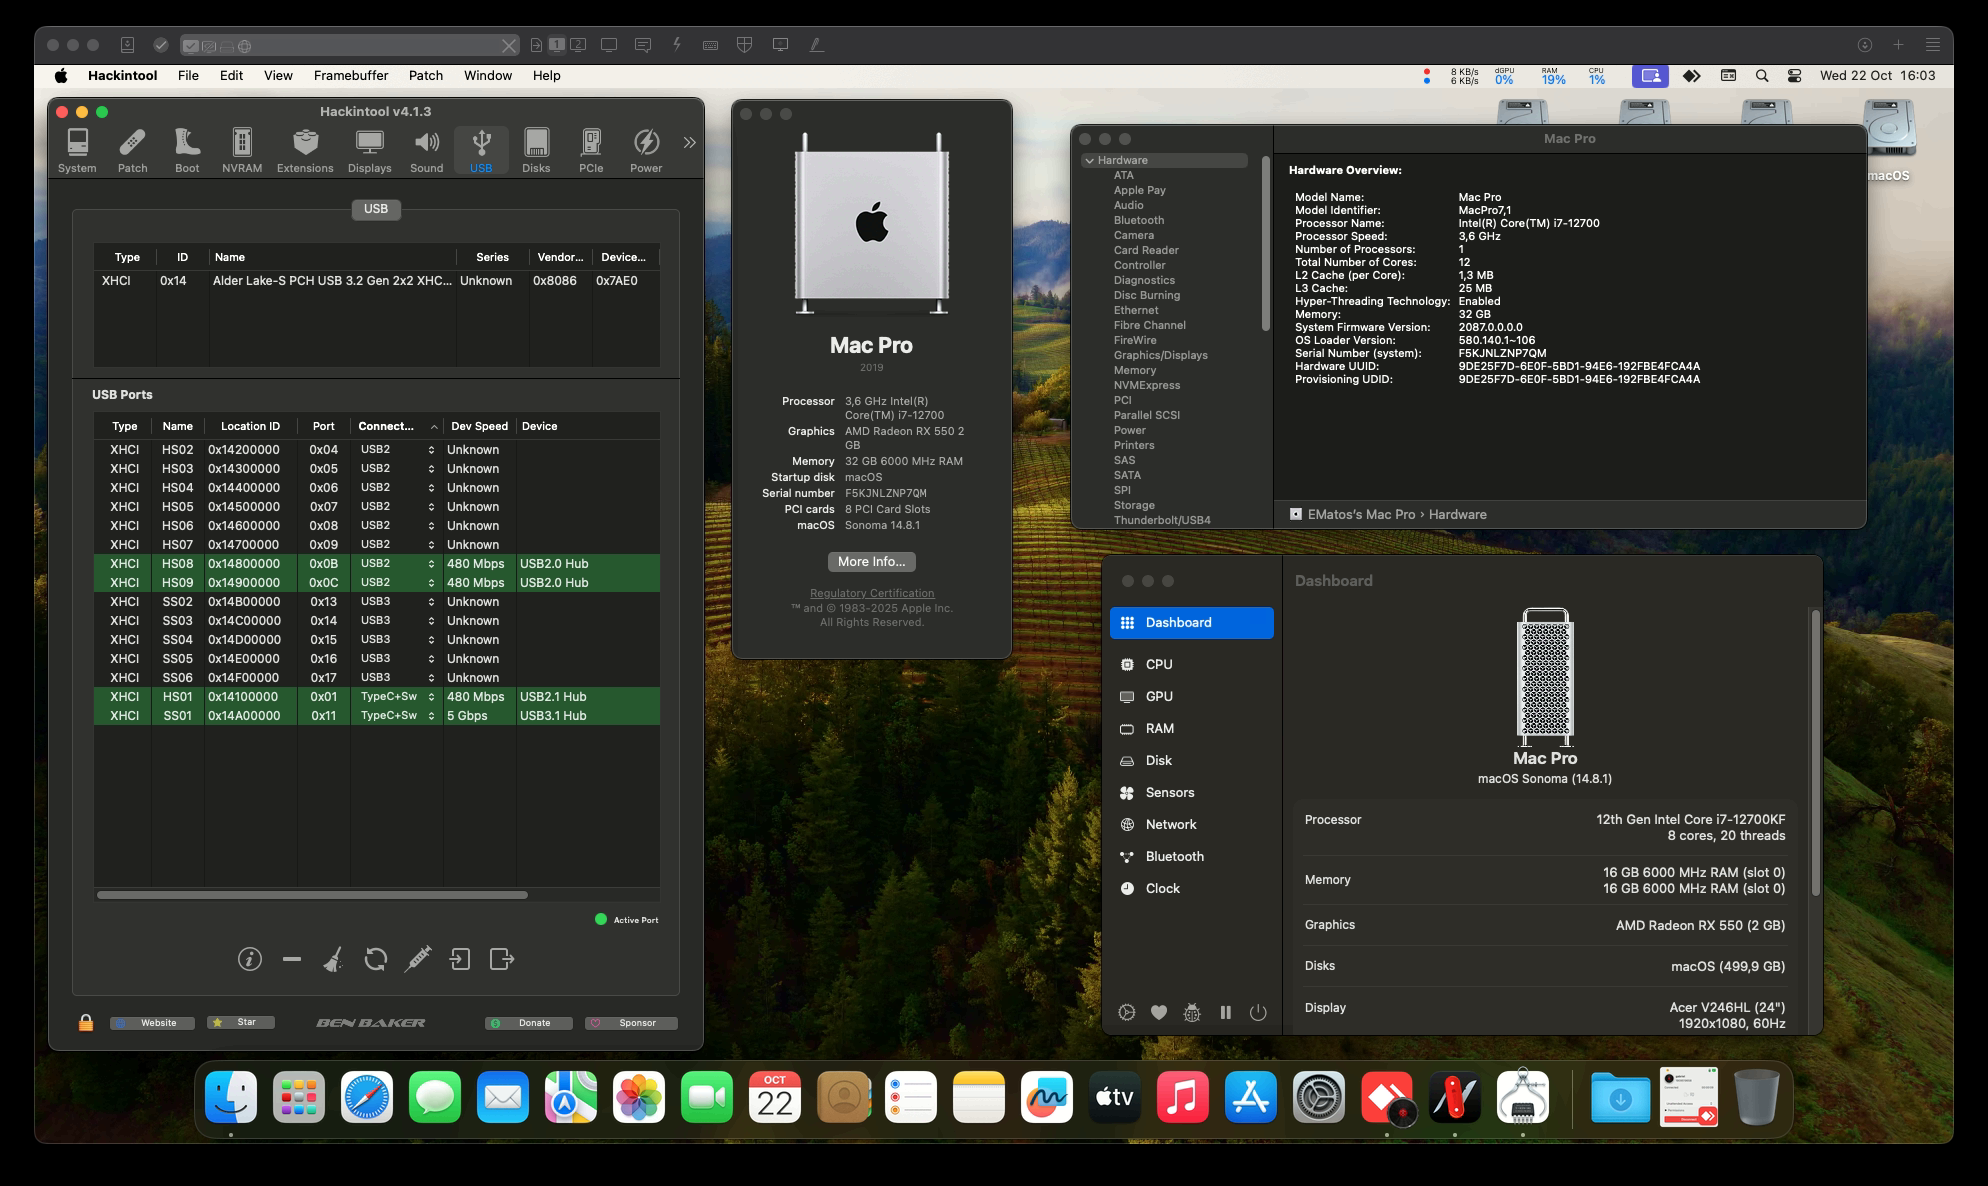 1 2
Hackintool File Edit View Framebuffer Patch Window Help
8 KB/s
6 KB/s
dGPU
0%
RAM
19%
CPU
1%
Wed 22 Oct 16:03
Hackintool v4.1.3
System Patch Boot NVRAM Extensions Displays Sound USB Disks PCIe Power
USB
Type ID Name Series Vendor... Device...
XHCI 0x14 Alder Lake-S PCH USB 3.2 Gen 2x2 XHC... Unknown 0x8086 0x7AE0
USB Ports
Type Name Location ID Port Connect... Dev Speed Device
XHCI HS02 0x14200000 0x04 USB2 Unknown
XHCI HS03 0x14300000 0x05 USB2 Unknown
XHCI HS04 0x14400000 0x06 USB2 Unknown
XHCI HS05 0x14500000 0x07 USB2 Unknown
XHCI HS06 0x14600000 0x08 USB2 Unknown
XHCI HS07 0x14700000 0x09 USB2 Unknown
XHCI HS08 0x14800000 0x0B USB2 480 Mbps USB2.0 Hub
XHCI HS09 0x14900000 0x0C USB2 480 Mbps USB2.0 Hub
XHCI SS02 0x14B00000 0x13 USB3 Unknown
XHCI SS03 0x14C00000 0x14 USB3 Unknown
XHCI SS04 0x14D00000 0x15 USB3 Unknown
XHCI SS05 0x14E00000 0x16 USB3 Unknown
XHCI SS06 0x14F00000 0x17 USB3 Unknown
XHCI HS01 0x14100000 0x01 TypeC+Sw 480 Mbps USB2.1 Hub
XHCI SS01 0x14A00000 0x11 TypeC+Sw 5 Gbps USB3.1 Hub
Active Port
Website Star BEN BAKER Donate Sponsor
Mac Pro
2019
Processor 3,6 GHz Intel(R)
Core(TM) i7-12700
Graphics AMD Radeon RX 550 2
GB
Memory 32 GB 6000 MHz RAM
Startup disk macOS
Serial number F5KJNLZNP7QM
PCI cards 8 PCI Card Slots
macOS Sonoma 14.8.1
More Info...
Regulatory Certification
™ and © 1983-2025 Apple Inc.
All Rights Reserved.
Mac Pro
Hardware
ATA
Apple Pay
Audio
Bluetooth
Camera
Card Reader
Controller
Diagnostics
Disc Burning
Ethernet
Fibre Channel
FireWire
Graphics/Displays
Memory
NVMExpress
PCI
Parallel SCSI
Power
Printers
SAS
SATA
SPI
Storage
Thunderbolt/USB4
Hardware Overview:
Model Name: Mac Pro
Model Identifier: MacPro7,1
Processor Name: Intel(R) Core(TM) i7-12700
Processor Speed: 3,6 GHz
Number of Processors: 1
Total Number of Cores: 12
L2 Cache (per Core): 1,3 MB
L3 Cache: 25 MB
Hyper-Threading Technology: Enabled
Memory: 32 GB
System Firmware Version: 2087.0.0.0.0
OS Loader Version: 580.140.1~106
Serial Number (system): F5KJNLZNP7QM
Hardware UUID: 9DE25F7D-6E0F-5BD1-94E6-192FBE4FCA4A
Provisioning UDID: 9DE25F7D-6E0F-5BD1-94E6-192FBE4FCA4A
EMatos's Mac Pro › Hardware
macOS
Dashboard
Dashboard
CPU
GPU
RAM
Disk
Sensors
Network
Bluetooth
Clock
Mac Pro
macOS Sonoma (14.8.1)
Processor 12th Gen Intel Core i7-12700KF
8 cores, 20 threads
Memory 16 GB 6000 MHz RAM (slot 0)
16 GB 6000 MHz RAM (slot 0)
Graphics AMD Radeon RX 550 (2 GB)
Disks macOS (499,9 GB)
Display Acer V246HL (24")
1920x1080, 60Hz
OCT
22
tv